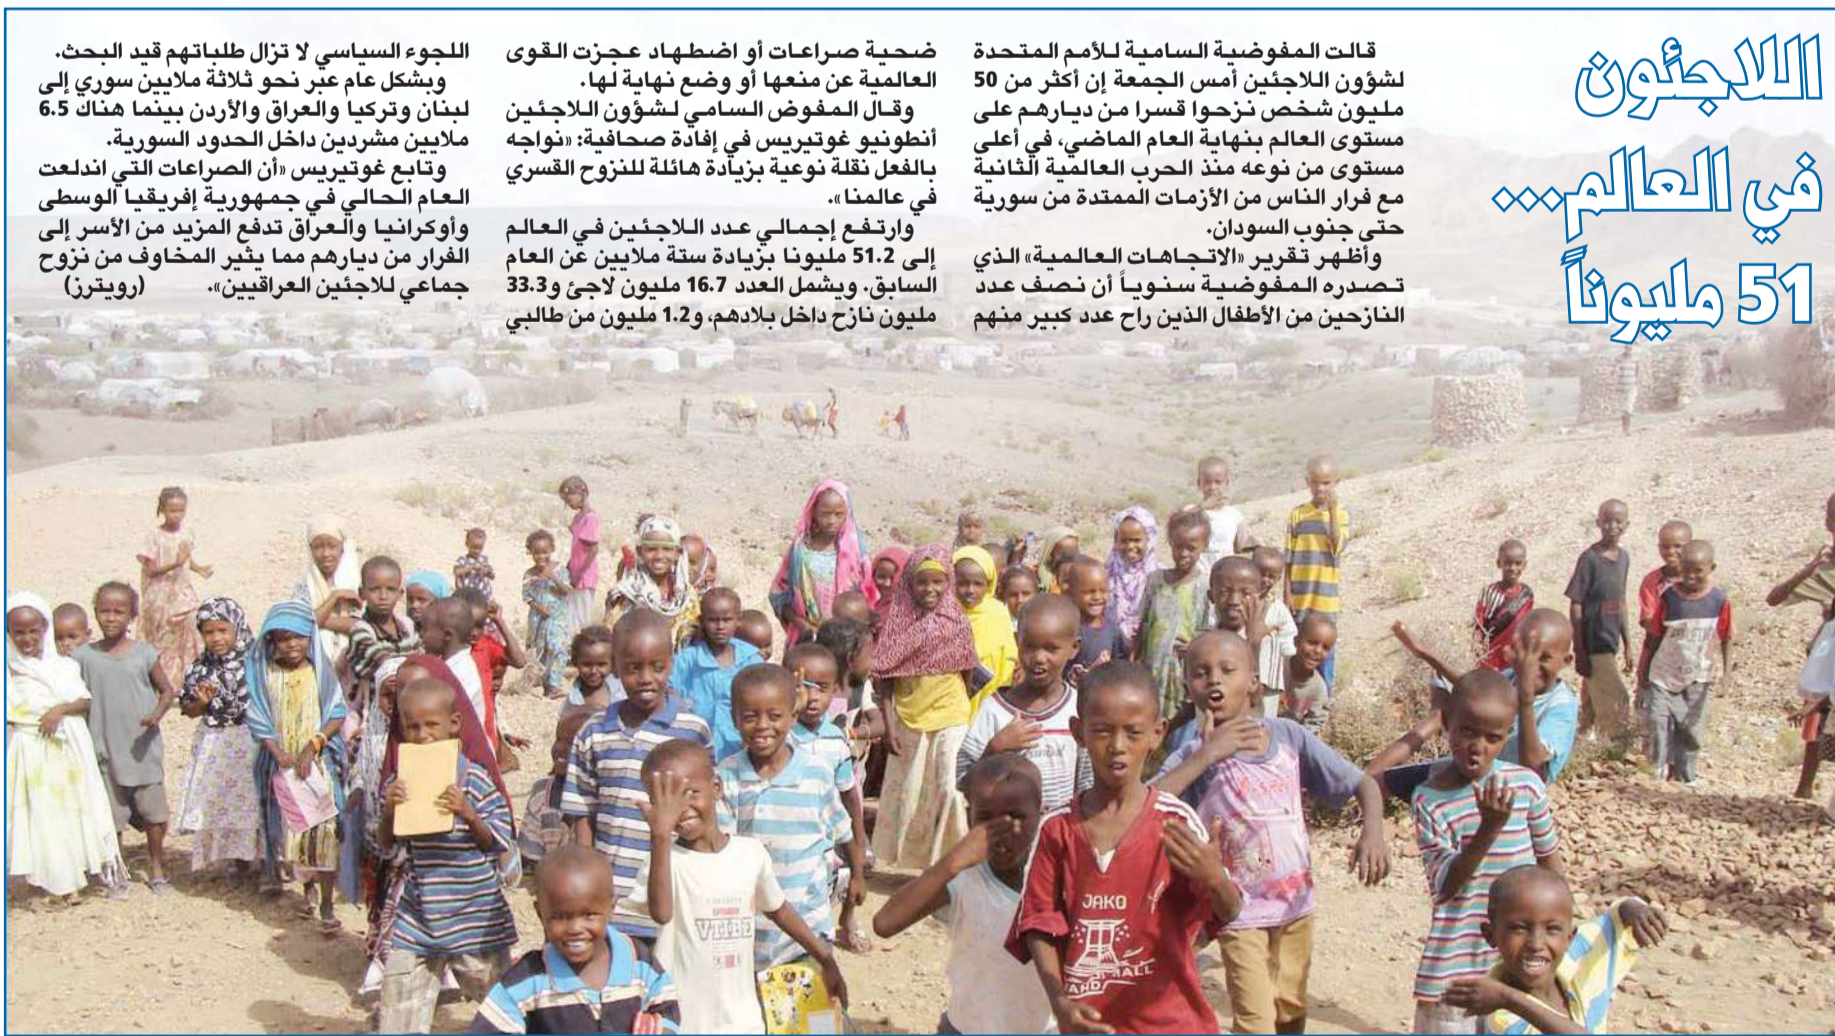 اللاجئون
في العالم...
51 مليوناً
قالت المفوضية السامية للأمم المتحدة
لشؤون اللاجئين أمس الجمعة إن أكثر من 50
مليون شخص نزحوا قسرا من ديارهم على
مستوى العالم بنهاية العام الماضي، في أعلى
مستوى من نوعه منذ الحرب العالمية الثانية
مع فرار الناس من الأزمات الممتدة من سورية
حتى جنوب السودان.
وأظهر تقرير «الاتجاهات العالمية» الذي
تصدره المفوضية سنوياً أن نصف عدد
النازحين من الأطفال الذين راح عدد كبير منهم
ضحية صراعات أو اضطهاد عجزت القوى
العالمية عن منعها أو وضع نهاية لها.
وقال المفوض السامي لشؤون اللاجئين
أنطونيو غوتيريس في إفادة صحافية: «نواجه
بالفعل نقلة نوعية بزيادة هائلة للنزوح القسري
في عالمنا».
وارتفع إجمالي عدد اللاجئين في العالم
إلى 51.2 مليونا بزيادة ستة ملايين عن العام
السابق. ويشمل العدد 16.7 مليون لاجئ و33.3
مليون نازح داخل بلادهم، و1.2 مليون من طالبي
اللجوء السياسي لا تزال طلباتهم قيد البحث.
وبشكل عام عبر نحو ثلاثة ملايين سوري إلى
لبنان وتركيا والعراق والأردن بينما هناك 6.5
ملايين مشردين داخل الحدود السورية.
وتابع غوتيريس «أن الصراعات التي اندلعت
العام الحالي في جمهورية إفريقيا الوسطى
وأوكرانيا والعراق تدفع المزيد من الأسر إلى
الفرار من ديارهم مما يثير المخاوف من نزوح
جماعي للاجئين العراقيين». (رويترز)
VTIBE
JAKO